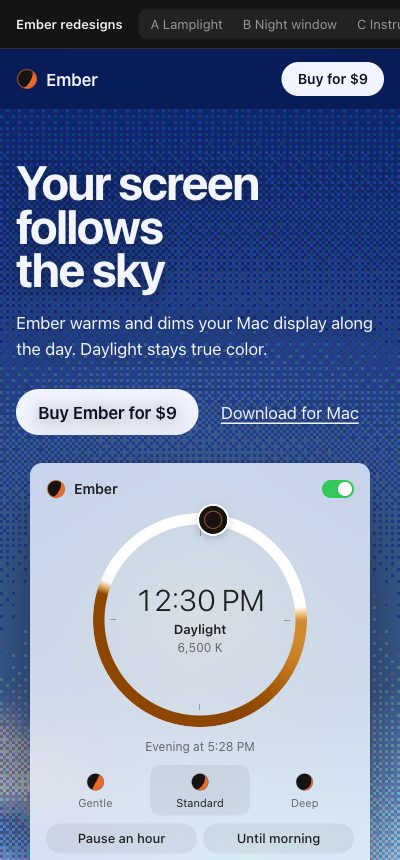 Ember redesigns A Lamplight B Night window C Instru
Ember
Buy for $9
Your screen
follows
the sky
Ember warms and dims your Mac display along
the day. Daylight stays true color.
Buy Ember for $9
Download for Mac
Ember
12:30 PM
Daylight
6,500 K
Evening at 5:28 PM
Gentle
Standard
Deep
Pause an hour
Until morning